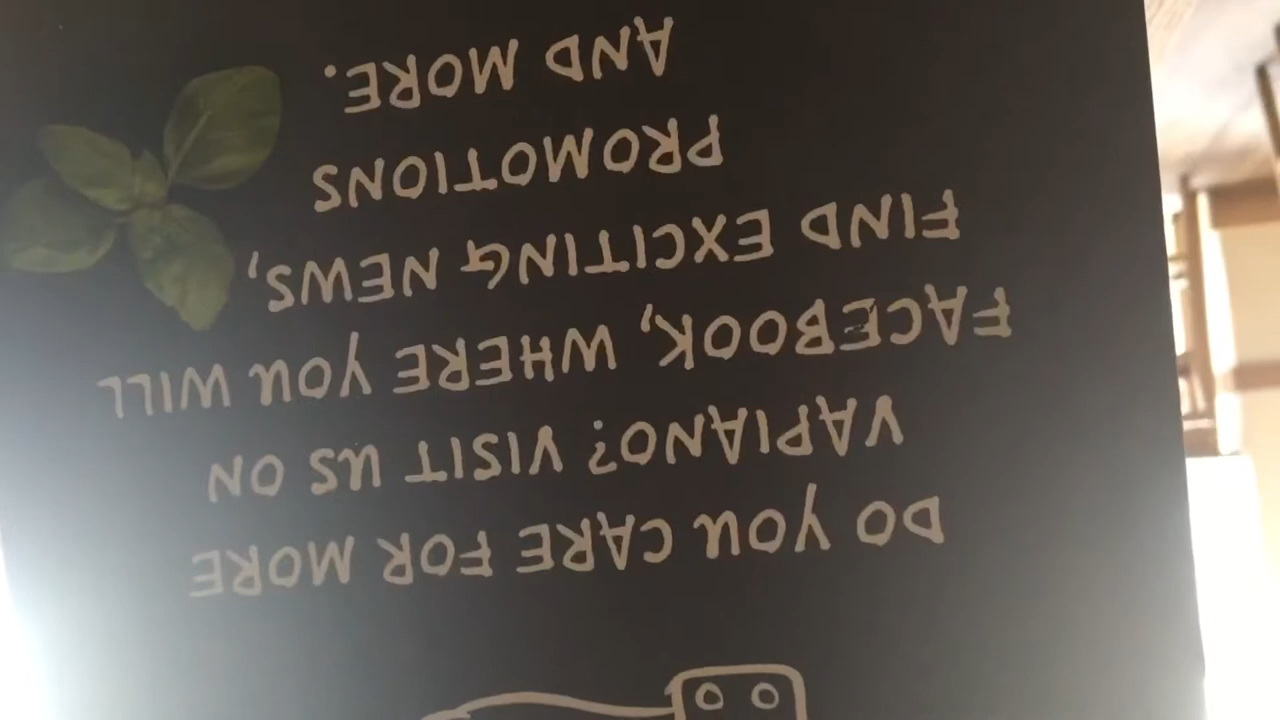 DO YOU CARE FOR MORE
VAPIANO? VISIT US ON
FACEBOOK, WHERE YOU WILL
FIND EXCITING NEWS,
PROMOTIONS
AND MORE.